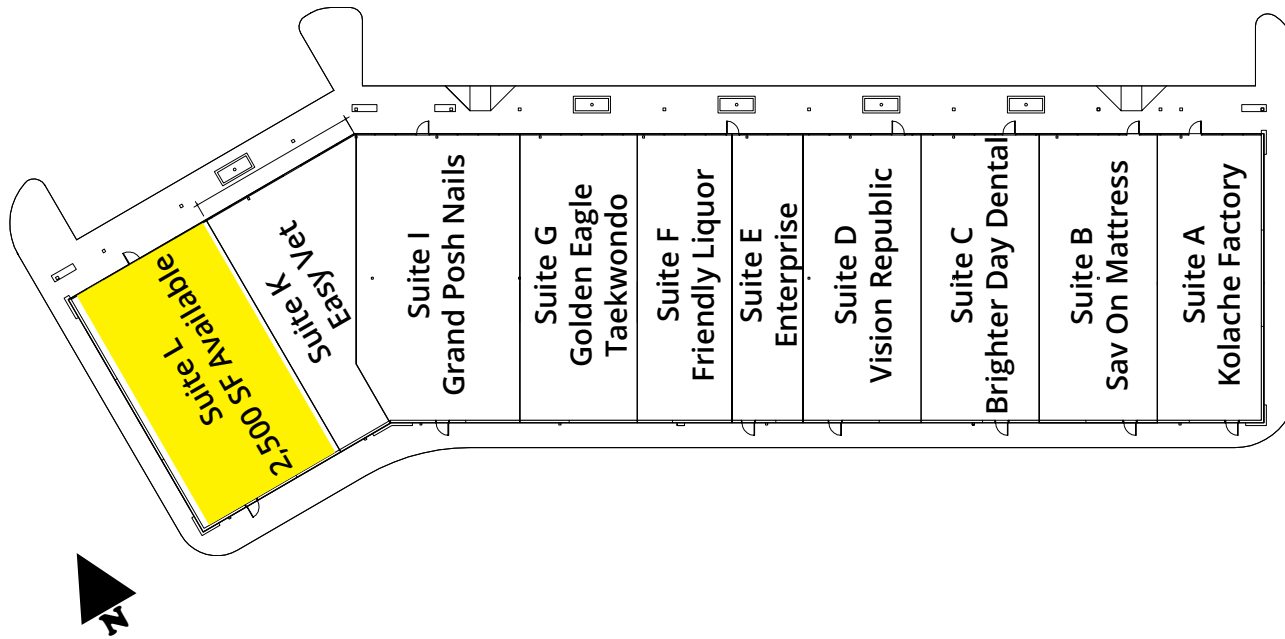 Suite L
2,500 SF Available
Suite K
Easy Vet
Suite I
Grand Posh Nails
Suite G
Golden Eagle
Taekwondo
Suite F
Friendly Liquor
Suite E
Enterprise
Suite D
Vision Republic
Suite C
Brighter Day Dental
Suite B
Sav On Mattress
Suite A
Kolache Factory
N